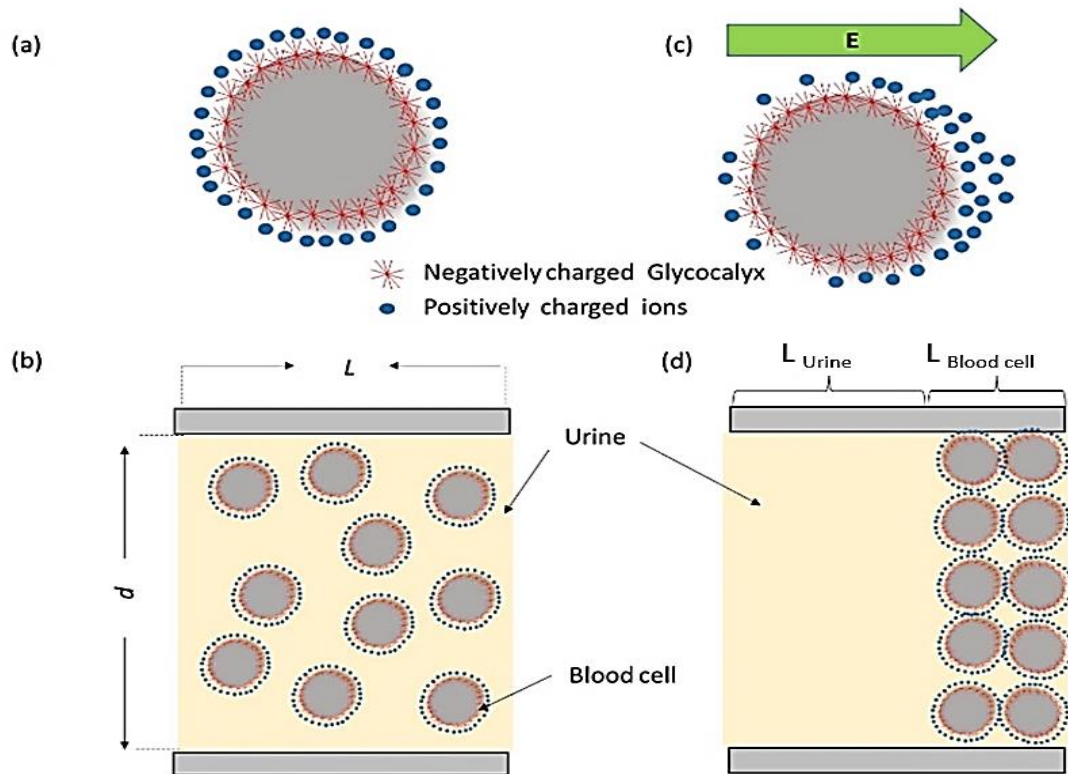 (a)
(c)
E
Negatively charged Glycocalyx
Positively charged ions
(b)
L
(d)
L Urine
L Blood cell
Urine
d
Blood cell